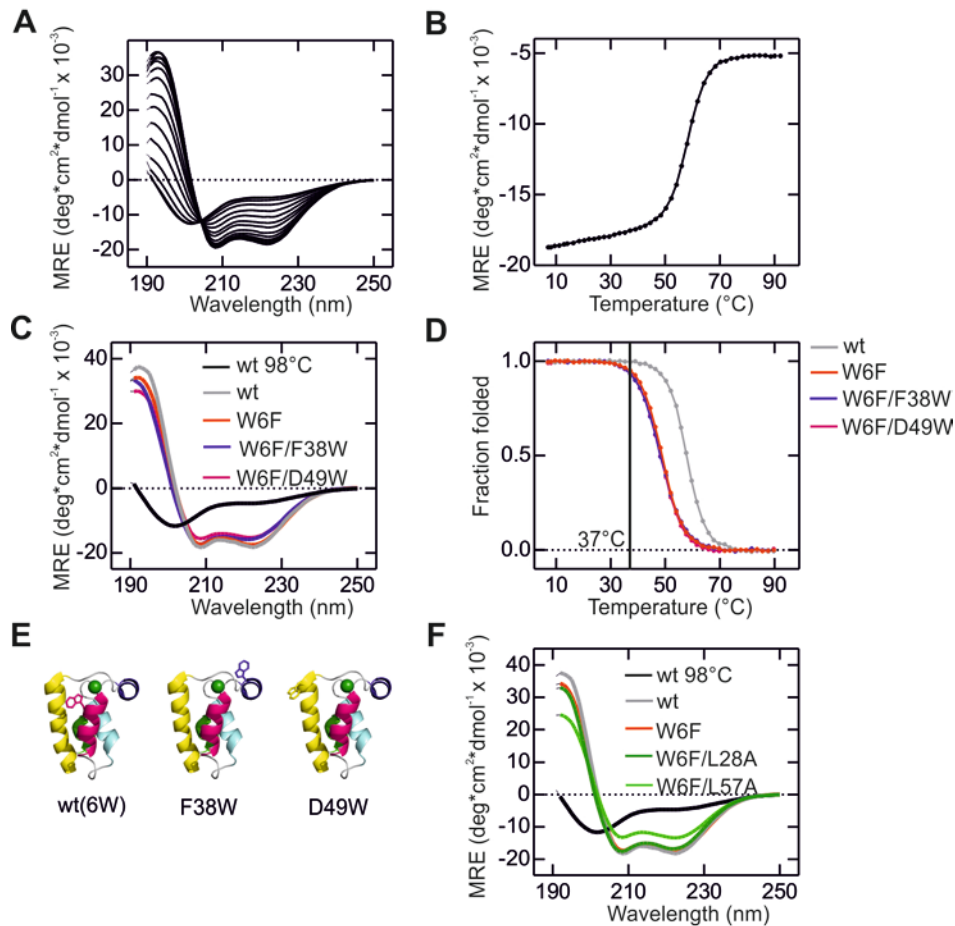 A
MRE (deg*cm²*dmol⁻¹ x 10⁻³)
30
20
10
0
-10
-20
190
210
230
250
Wavelength (nm)
B
MRE (deg*cm²*dmol⁻¹ x 10⁻³)
-5
-10
-15
-20
10
30
50
70
90
Temperature (°C)
C
MRE (deg*cm²*dmol⁻¹ x 10⁻³)
40
20
0
-20
190
210
230
250
Wavelength (nm)
wt 98°C
wt
W6F
W6F/F38W
W6F/D49W
D
Fraction folded
1.0
0.5
0.0
37°C
10
30
50
70
90
Temperature (°C)
wt
W6F
W6F/F38W
W6F/D49W
E
wt(6W)
F38W
D49W
F
MRE (deg*cm²*dmol⁻¹ x 10⁻³)
40
30
20
10
0
-10
-20
190
210
230
250
Wavelength (nm)
wt 98°C
wt
W6F
W6F/L28A
W6F/L57A